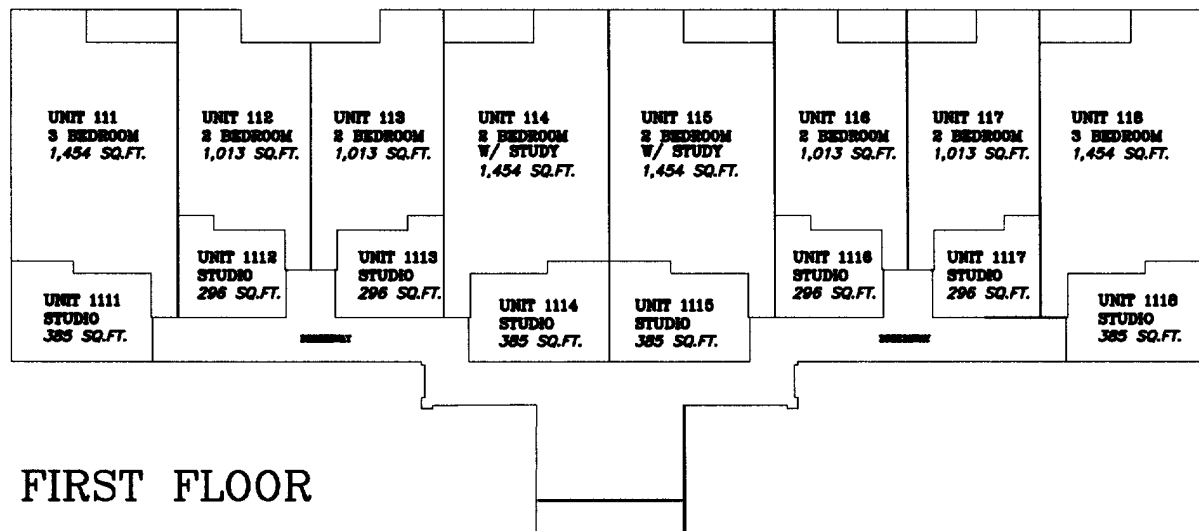 UNIT 111
3 BEDROOM
1,454 SQ.FT.
UNIT 112
2 BEDROOM
1,013 SQ.FT.
UNIT 113
2 BEDROOM
1,013 SQ.FT.
UNIT 114
2 BEDROOM
W/ STUDY
1,454 SQ.FT.
UNIT 115
2 BEDROOM
W/ STUDY
1,454 SQ.FT.
UNIT 116
2 BEDROOM
1,013 SQ.FT.
UNIT 117
2 BEDROOM
1,013 SQ.FT.
UNIT 118
3 BEDROOM
1,454 SQ.FT.
UNIT 1111
STUDIO
385 SQ.FT.
UNIT 1112
STUDIO
296 SQ.FT.
UNIT 1113
STUDIO
296 SQ.FT.
UNIT 1114
STUDIO
385 SQ.FT.
UNIT 1115
STUDIO
385 SQ.FT.
UNIT 1116
STUDIO
296 SQ.FT.
UNIT 1117
STUDIO
296 SQ.FT.
UNIT 1118
STUDIO
385 SQ.FT.
FIRST FLOOR